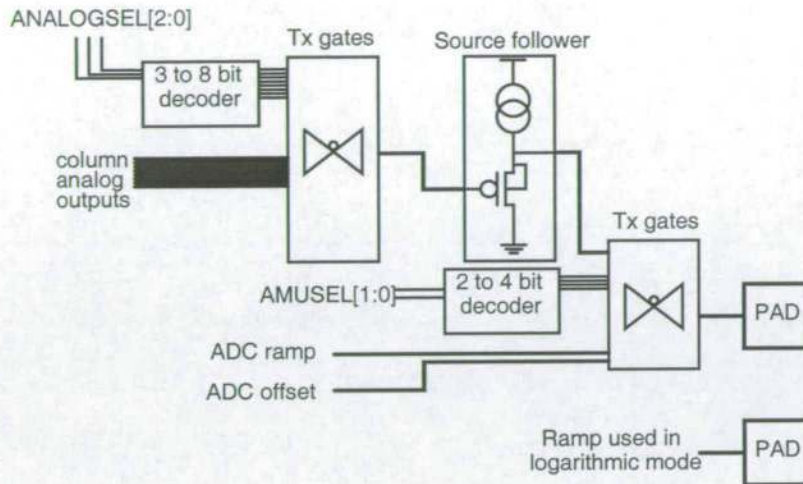 ANALOGSEL[2:0]
Tx gates
Source follower
3 to 8 bit
decoder
column
analog
outputs
Tx gates
AMUSEL[1:0]
2 to 4 bit
decoder
PAD
ADC ramp
ADC offset
Ramp used in
logarithmic mode
PAD